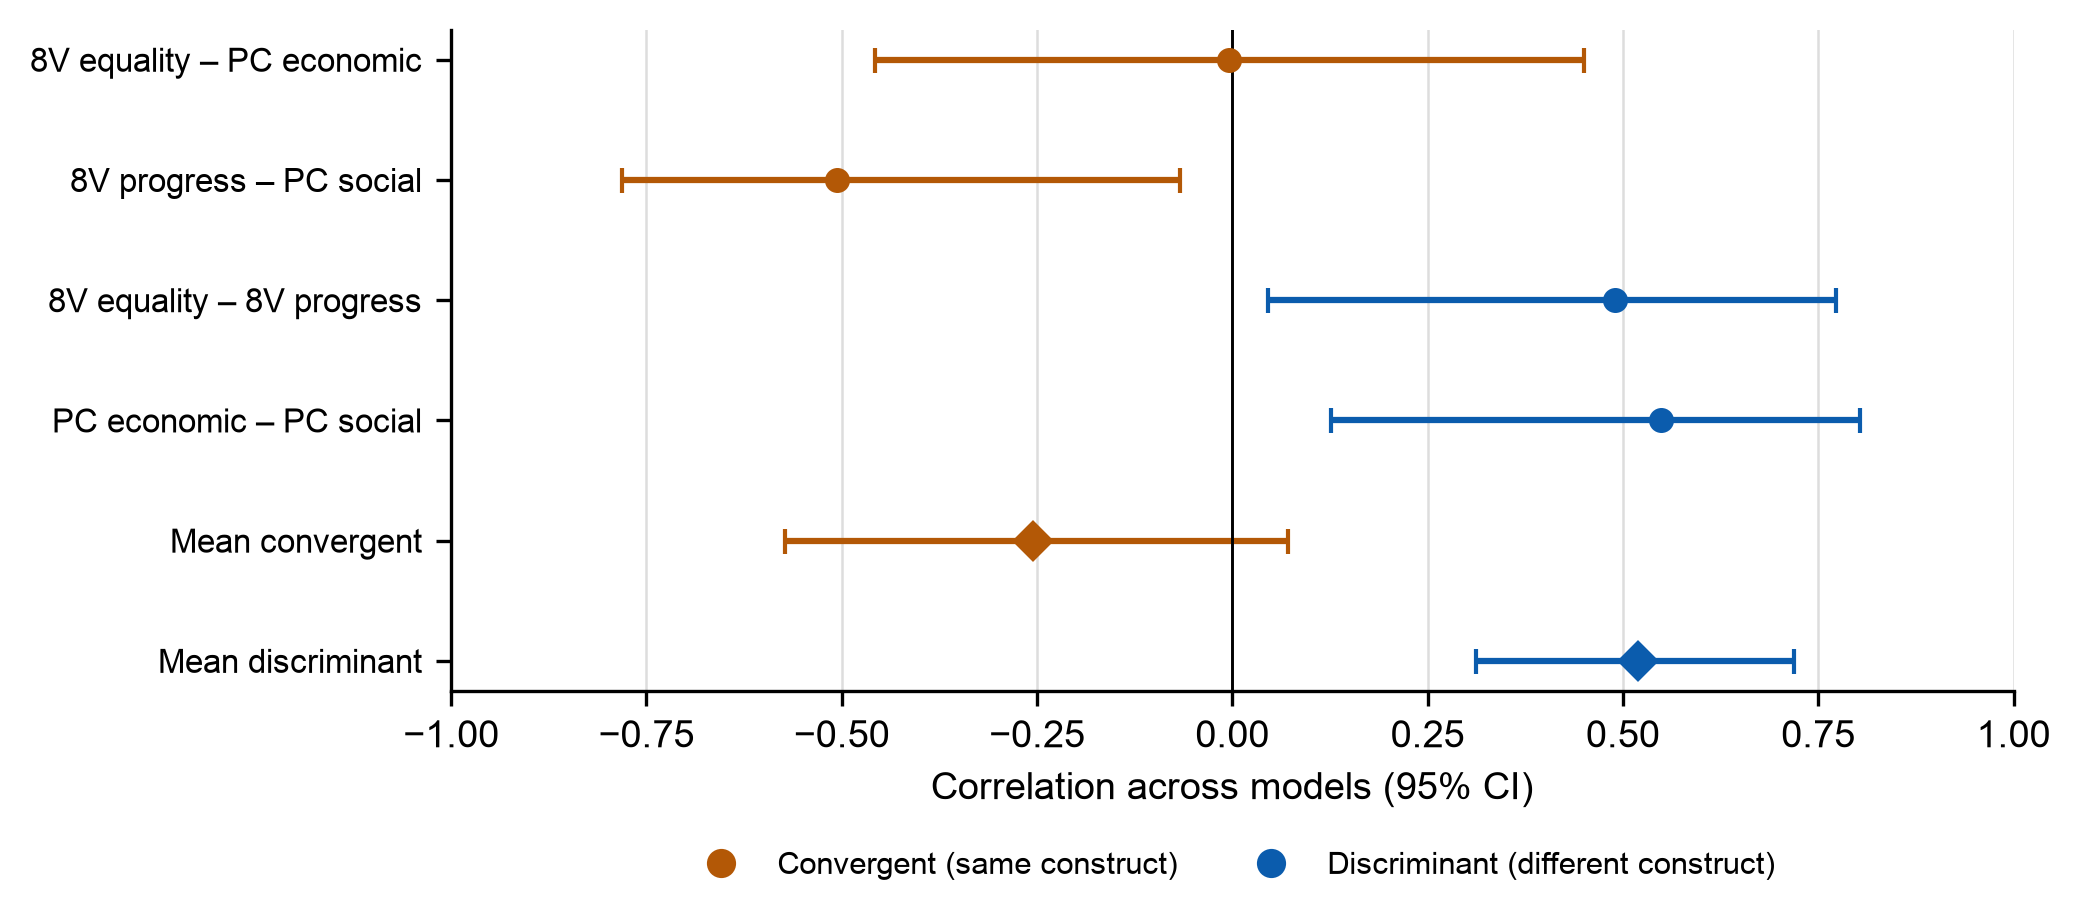 8V equality – PC economic
8V progress – PC social
8V equality – 8V progress
PC economic – PC social
Mean convergent
Mean discriminant
−1.00 −0.75 −0.50 −0.25 0.00 0.25 0.50 0.75 1.00
Correlation across models (95% CI)
Convergent (same construct) Discriminant (different construct)